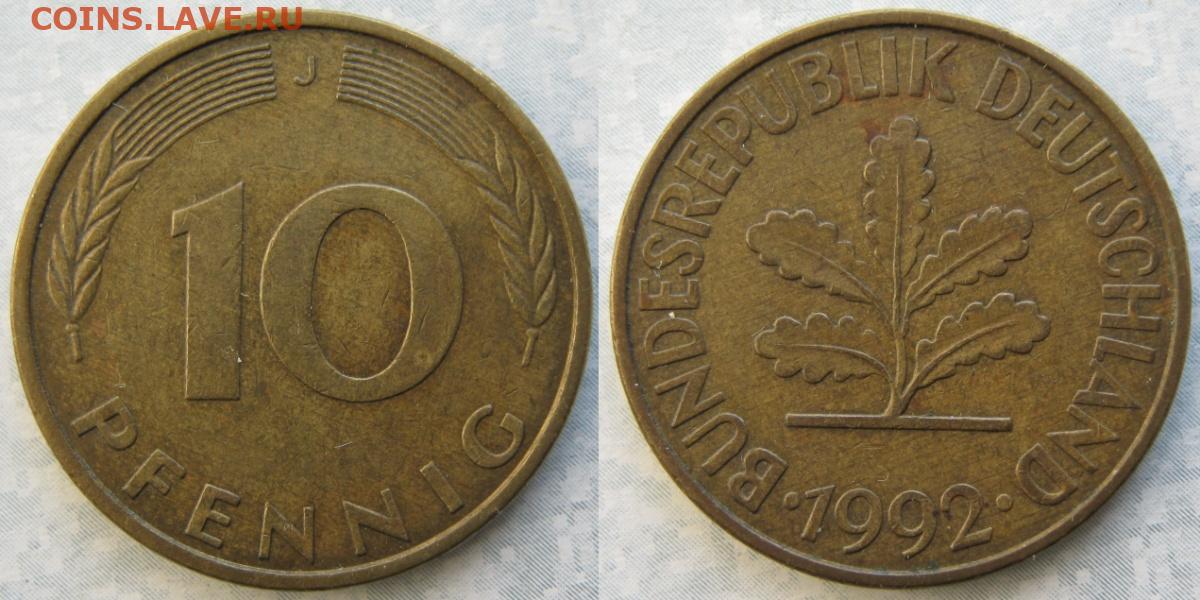 COINS.LAVE.RU
J
10
PFENNIG
BUNDESREPUBLIK DEUTSCHLAND
·1992·